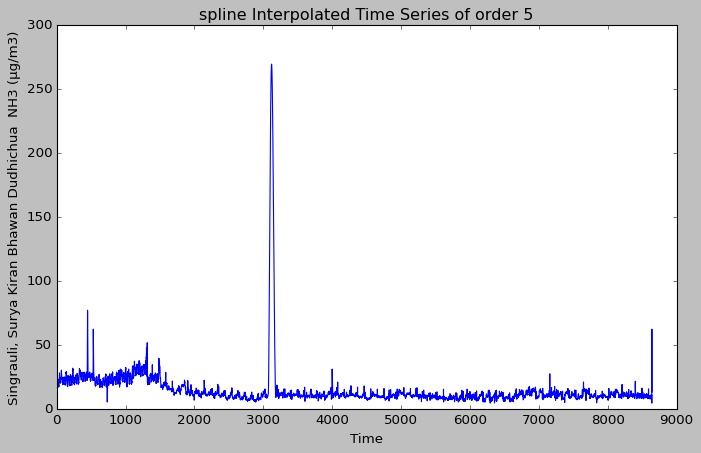 spline Interpolated Time Series of order 5
Singrauli, Surya Kiran Bhawan Dudhichua  NH3 (µg/m3)
300
250
200
150
100
50
0
0 1000 2000 3000 4000 5000 6000 7000 8000 9000
Time